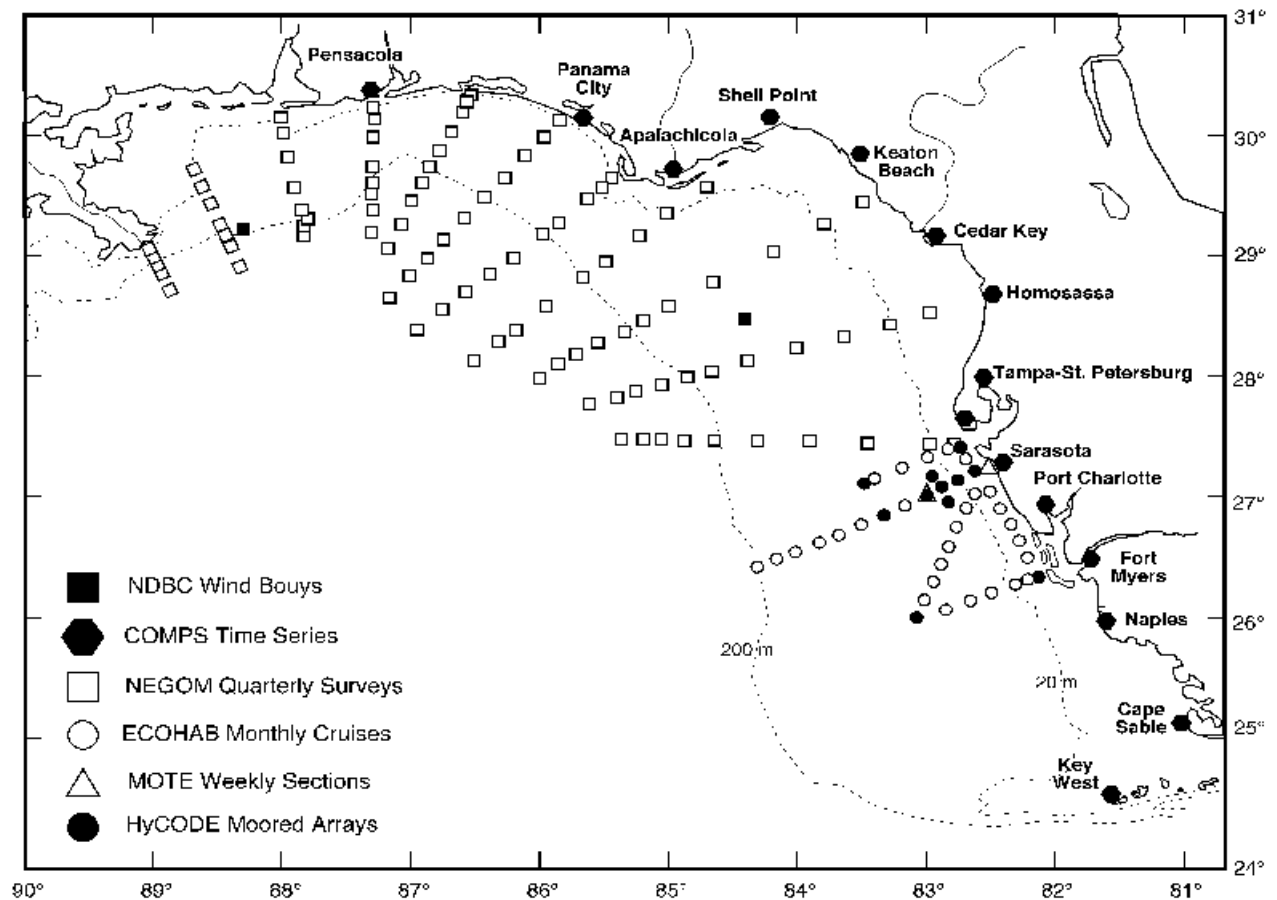 31°
Pensacola
Panama
City
Shell Point
Apalachicola
30°
Keaton
Beach
Cedar Key
29°
Homosassa
28°
Tampa-St. Petersburg
Sarasota
Port Charlotte
27°
Fort
Myers
Naples
26°
200 m
20 m
Cape
Sable
25°
Key
West
24°
NDBC Wind Bouys
COMPS Time Series
NEGOM Quarterly Surveys
ECOHAB Monthly Cruises
MOTE Weekly Sections
HyCODE Moored Arrays
90° 89° 88° 87° 86° 85° 84° 83° 82° 81°